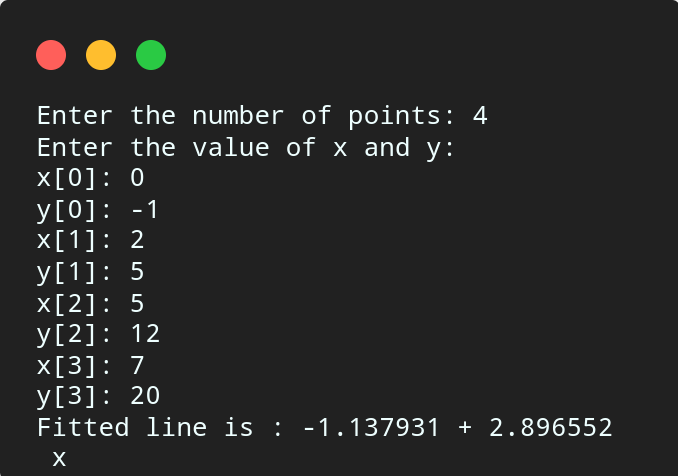 Enter the number of points: 4
Enter the value of x and y:
x[0]: 0
y[0]: -1
x[1]: 2
y[1]: 5
x[2]: 5
y[2]: 12
x[3]: 7
y[3]: 20
Fitted line is : -1.137931 + 2.896552
 x